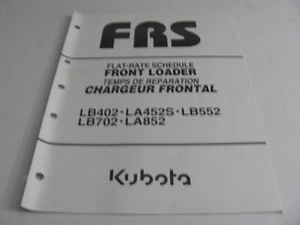 FRS
FLAT-RATE SCHEDULE
FRONT LOADER
TEMPS DE REPARATION
CHARGEUR FRONTAL
LB402·LA452S·LB552
LB702·LA852
Kubota